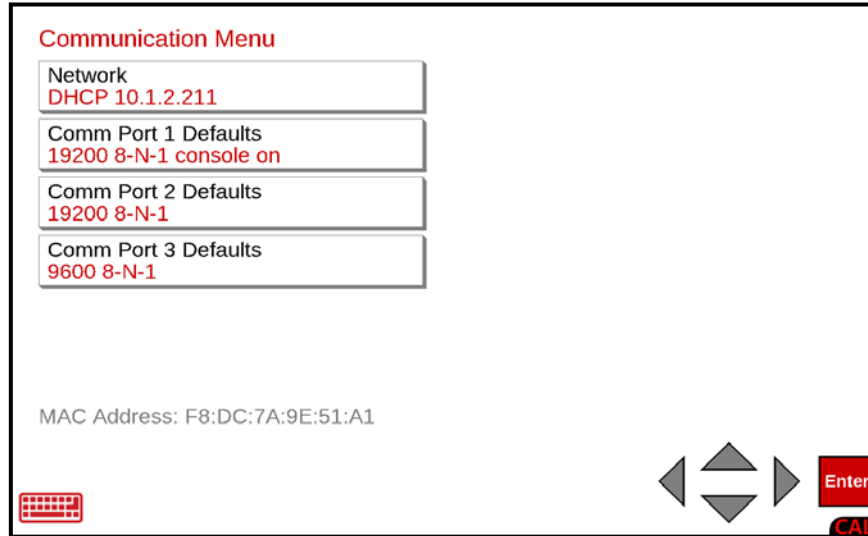 Communication Menu
Network
DHCP 10.1.2.211
Comm Port 1 Defaults
19200 8-N-1 console on
Comm Port 2 Defaults
19200 8-N-1
Comm Port 3 Defaults
9600 8-N-1
MAC Address: F8:DC:7A:9E:51:A1
Enter